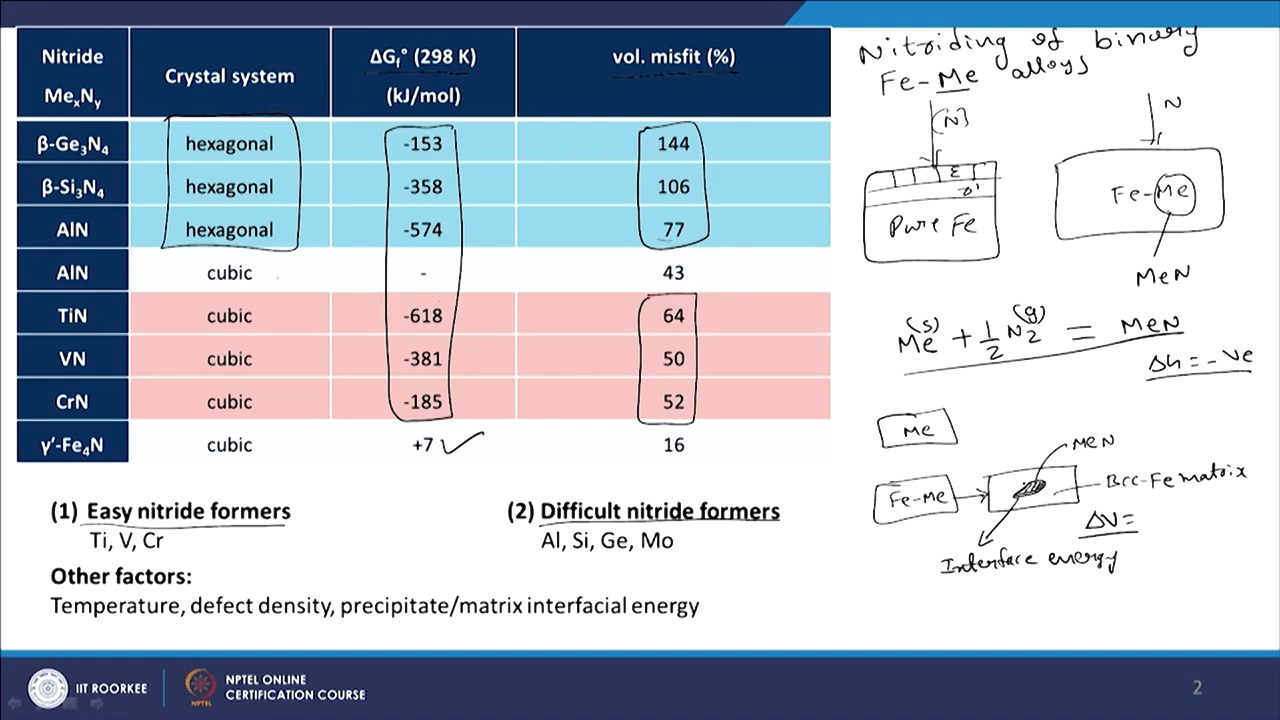 Nitride MexNy Crystal system ΔGf° (298 K) (kJ/mol) vol. misfit (%)
β-Ge3N4 hexagonal -153 144
β-Si3N4 hexagonal -358 106
AlN hexagonal -574 77
AlN cubic - 43
TiN cubic -618 64
VN cubic -381 50
CrN cubic -185 52
γ′-Fe4N cubic +7 16
(1) Easy nitride formers
Ti, V, Cr
(2) Difficult nitride formers
Al, Si, Ge, Mo
Other factors:
Temperature, defect density, precipitate/matrix interfacial energy
Nitriding of binary
Fe-Me alloys
[N]
N
ε
γ'
Pure Fe
Fe-Me
MeN
Me(s) + 1/2 N2(g) = MeN
ΔG = -ve
Me
MeN
Fe-Me
Bcc-Fe matrix
ΔV =
Interface energy
IIT ROORKEE
NPTEL
NPTEL ONLINE
CERTIFICATION COURSE
2